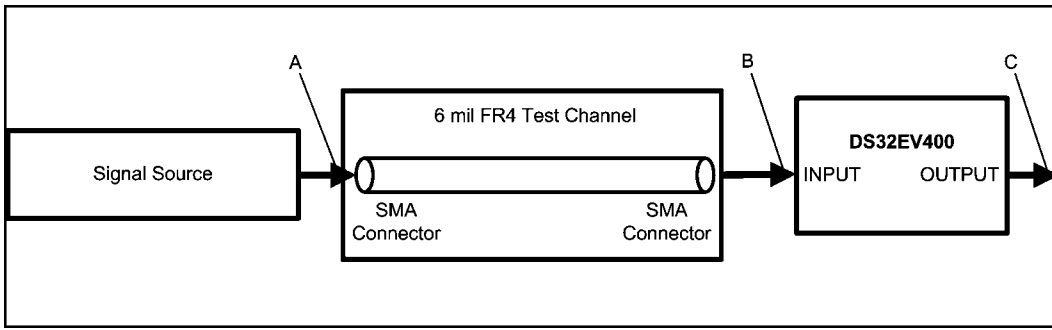 A
B
C
6 mil FR4 Test Channel
Signal Source
SMA
Connector
SMA
Connector
DS32EV400
INPUT
OUTPUT